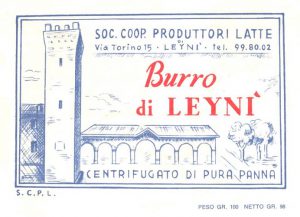 SOC. COOP. PRODUTTORI LATTE
DI
Via Torino 15 - LEYNÌ - tel. 99.80.02
Burro
di LEYNÌ
CENTRIFUGATO DI PURA PANNA
S. C. P. L.
PESO GR. 100 NETTO GR. 98